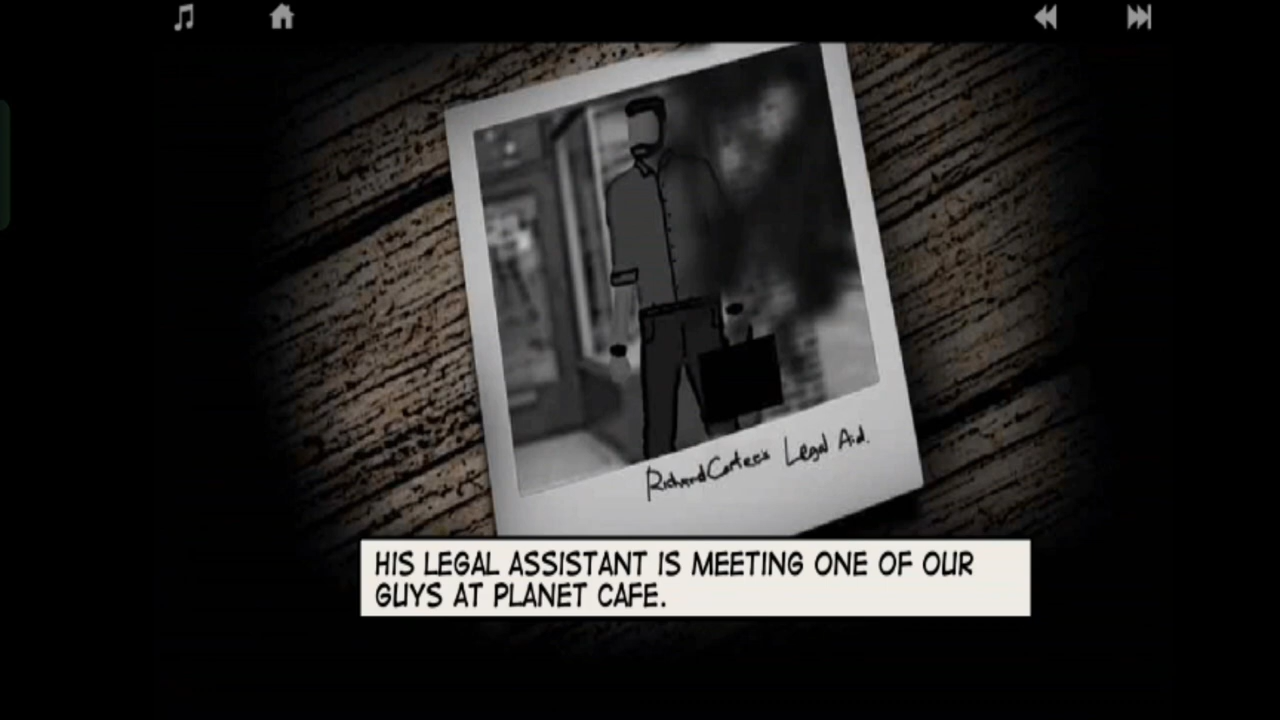 Richard Carter's Legal Aid.
HIS LEGAL ASSISTANT IS MEETING ONE OF OUR
GUYS AT PLANET CAFE.